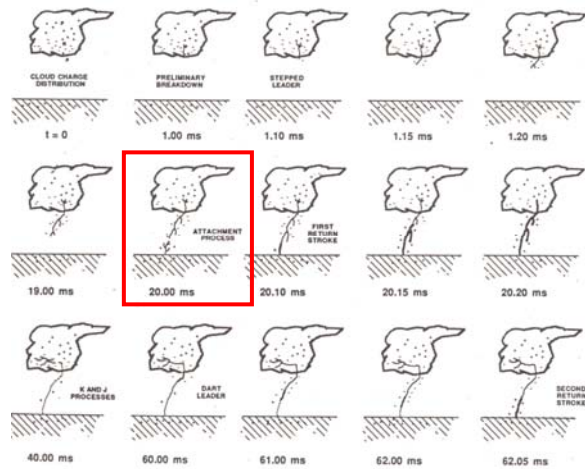 CLOUD CHARGE
DISTRIBUTION
PRELIMINARY
BREAKDOWN
STEPPED
LEADER
t = 0
1.00 ms
1.10 ms
1.15 ms
1.20 ms
ATTACHMENT
PROCESS
FIRST
RETURN
STROKE
19.00 ms
20.00 ms
20.10 ms
20.15 ms
20.20 ms
K AND J
PROCESSES
DART
LEADER
SECOND
RETURN
STROKE
40.00 ms
60.00 ms
61.00 ms
62.00 ms
62.05 ms